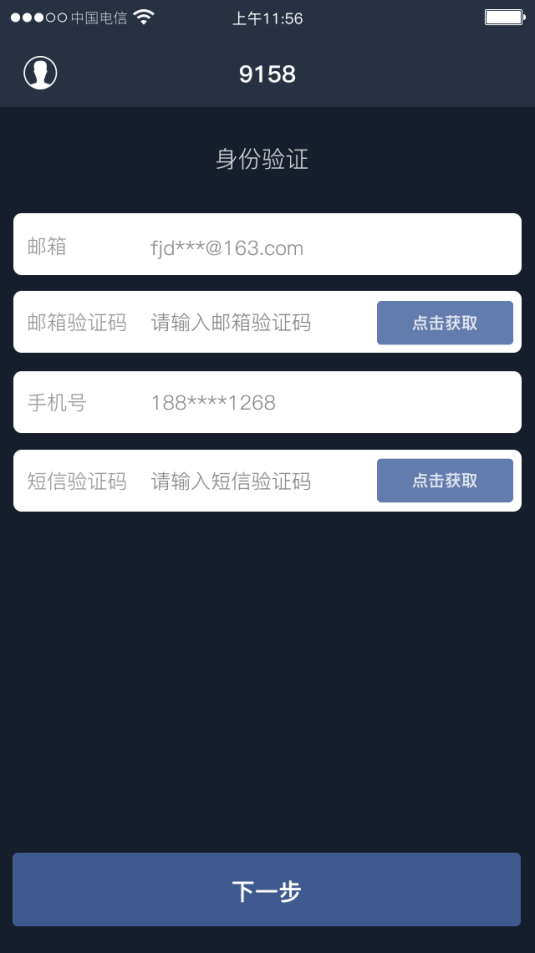 中国电信 上午11:56
9158
身份验证
邮箱 fjd***@163.com
邮箱验证码 请输入邮箱验证码 点击获取
手机号 188****1268
短信验证码 请输入短信验证码 点击获取
下一步